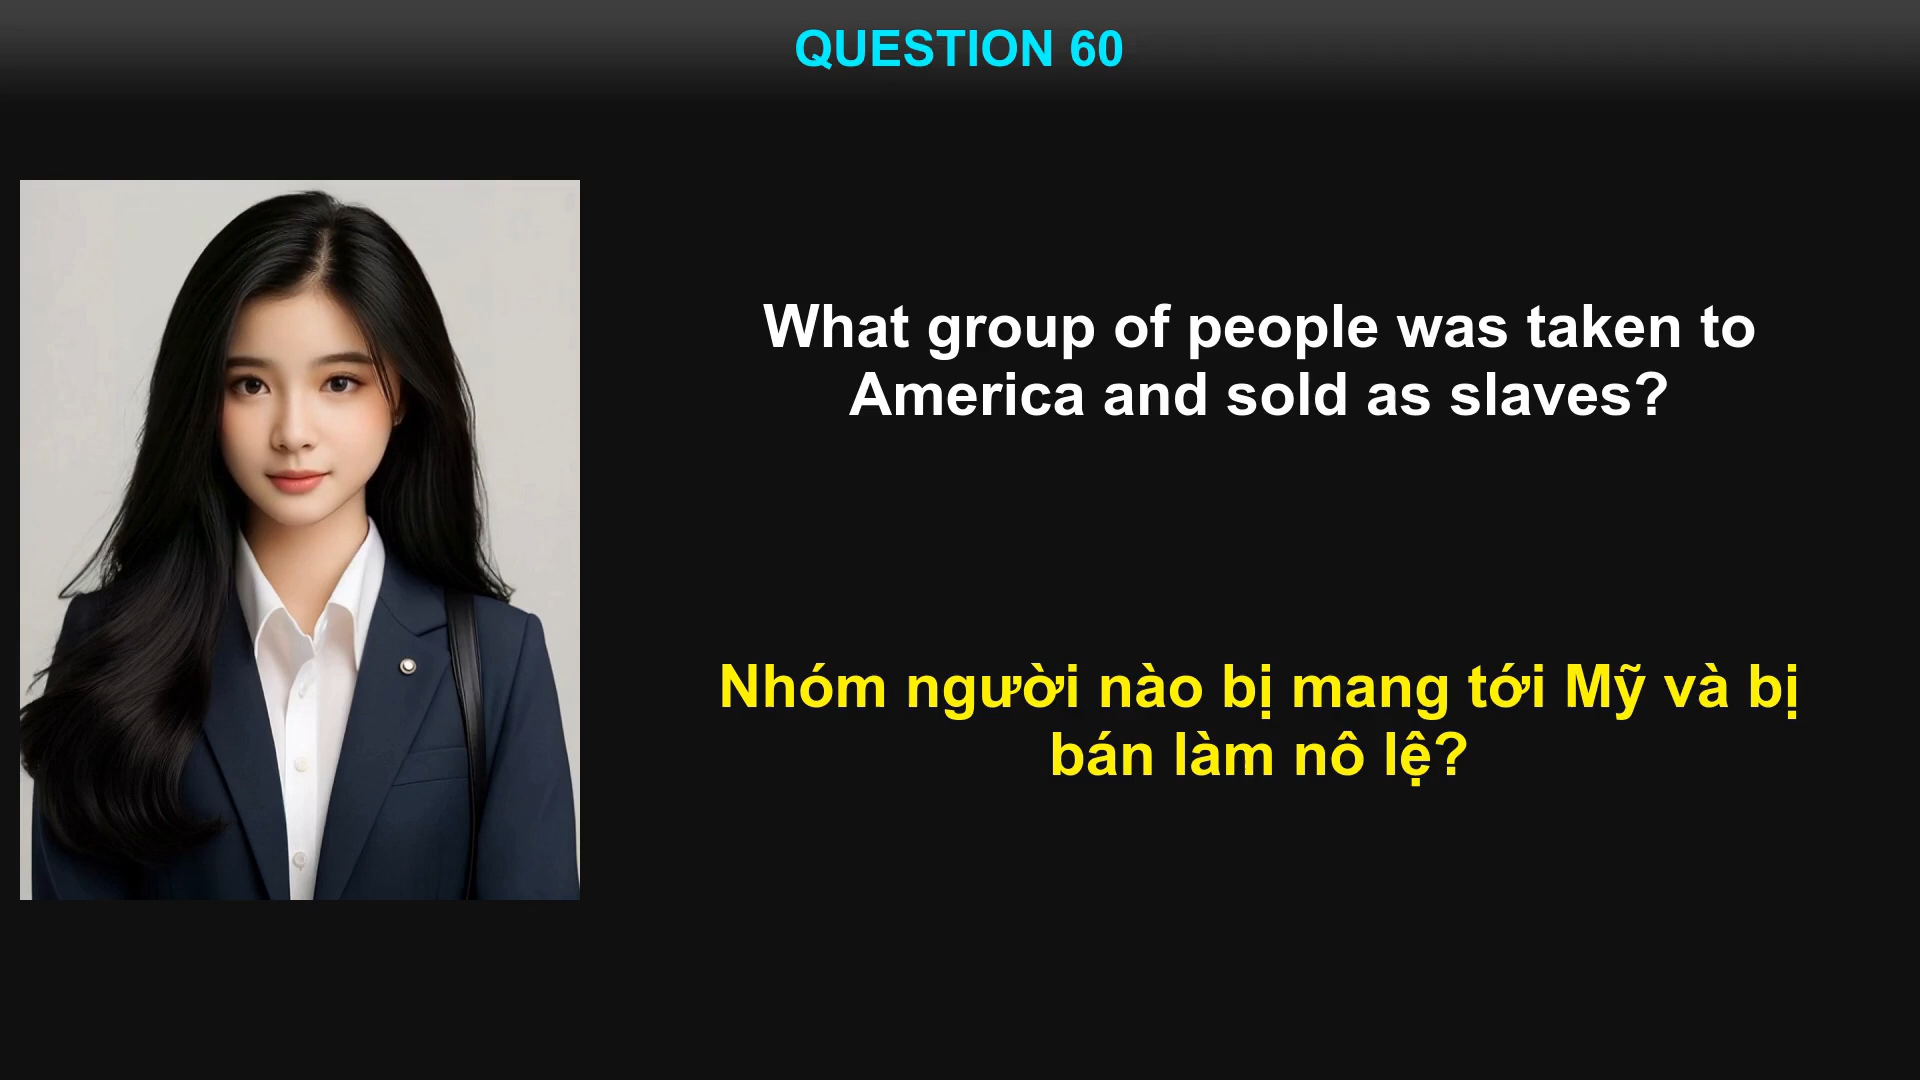 QUESTION 60
What group of people was taken to
America and sold as slaves?
Nhóm người nào bị mang tới Mỹ và bị
bán làm nô lệ?